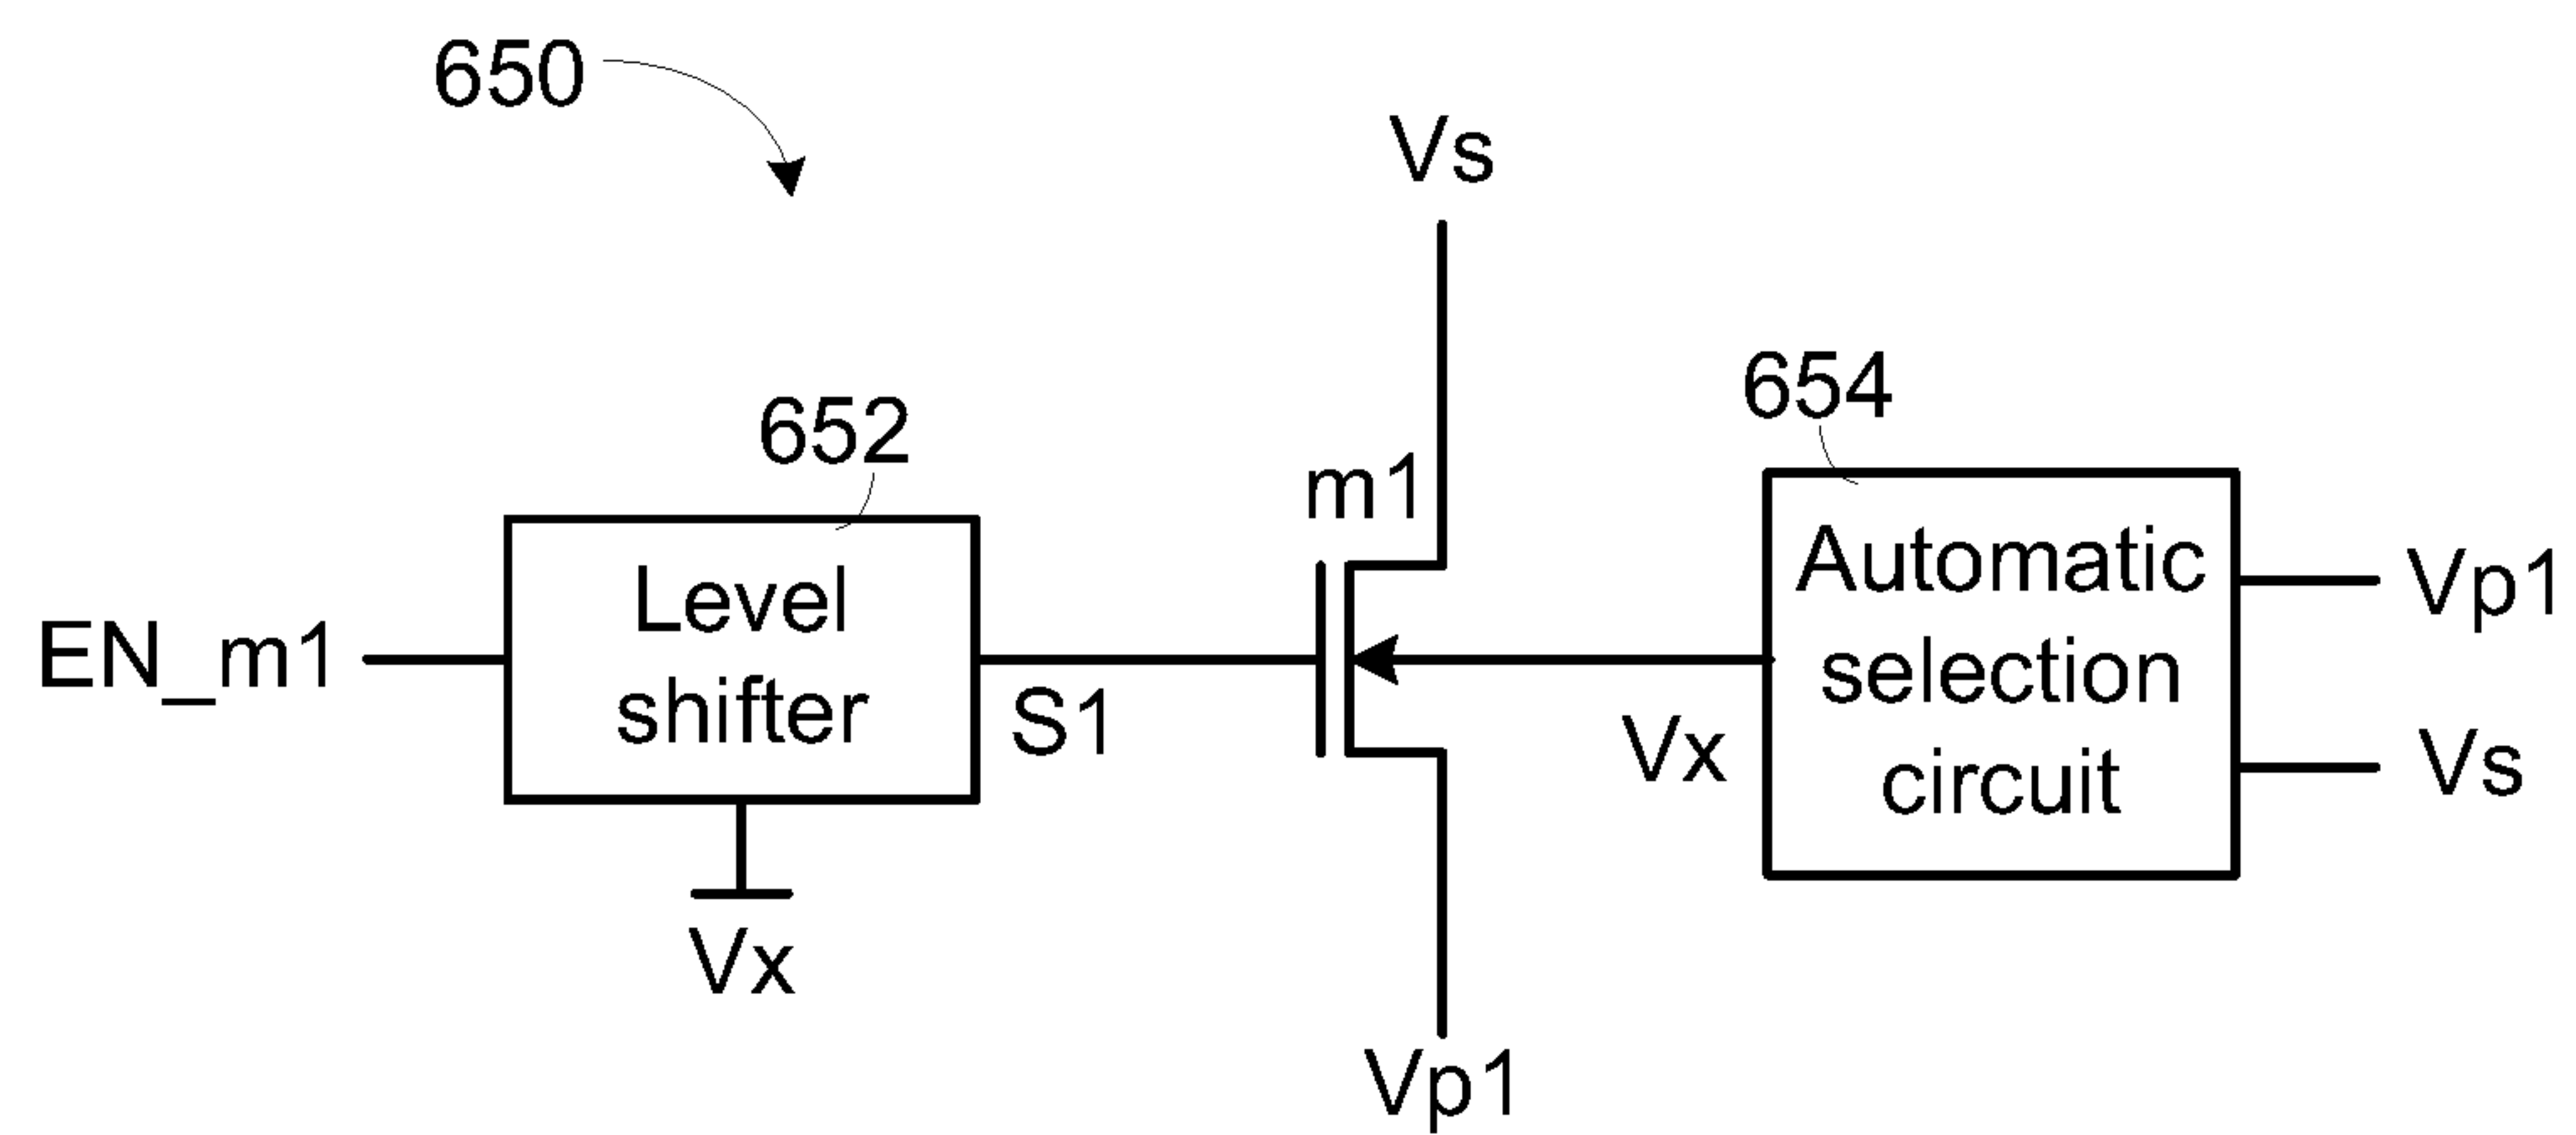 650
Vs
654
652
m1
Automatic
selection
circuit
Level
shifter
Vp1
EN_m1
S1
Vx
Vs
Vx
Vp1